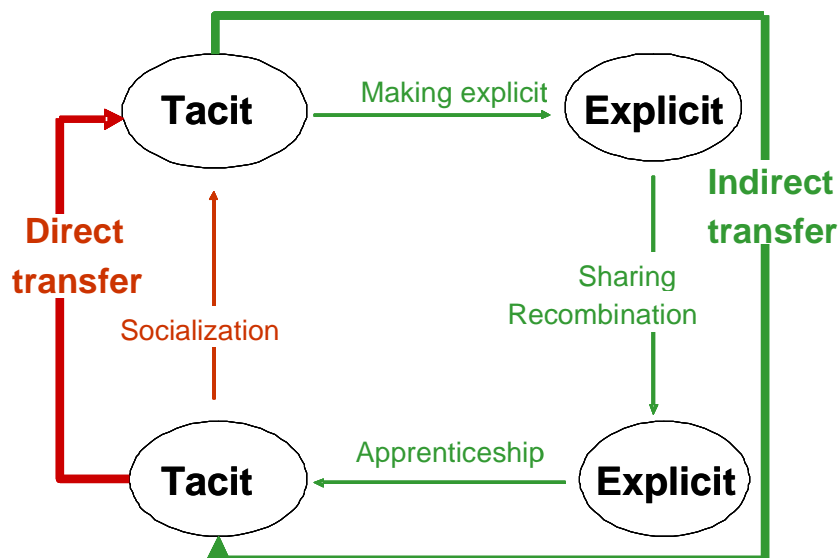 Tacit
Making explicit
Explicit
Direct
transfer
Indirect
transfer
Socialization
Sharing
Recombination
Tacit
Apprenticeship
Explicit